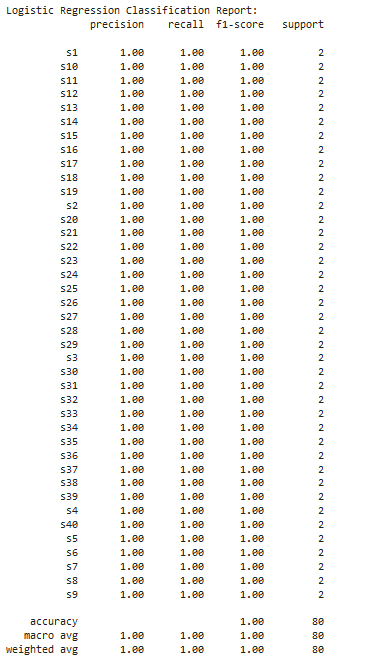 Logistic Regression Classification Report:
precision recall f1-score support
s1 1.00 1.00 1.00 2
s10 1.00 1.00 1.00 2
s11 1.00 1.00 1.00 2
s12 1.00 1.00 1.00 2
s13 1.00 1.00 1.00 2
s14 1.00 1.00 1.00 2
s15 1.00 1.00 1.00 2
s16 1.00 1.00 1.00 2
s17 1.00 1.00 1.00 2
s18 1.00 1.00 1.00 2
s19 1.00 1.00 1.00 2
s2 1.00 1.00 1.00 2
s20 1.00 1.00 1.00 2
s21 1.00 1.00 1.00 2
s22 1.00 1.00 1.00 2
s23 1.00 1.00 1.00 2
s24 1.00 1.00 1.00 2
s25 1.00 1.00 1.00 2
s26 1.00 1.00 1.00 2
s27 1.00 1.00 1.00 2
s28 1.00 1.00 1.00 2
s29 1.00 1.00 1.00 2
s3 1.00 1.00 1.00 2
s30 1.00 1.00 1.00 2
s31 1.00 1.00 1.00 2
s32 1.00 1.00 1.00 2
s33 1.00 1.00 1.00 2
s34 1.00 1.00 1.00 2
s35 1.00 1.00 1.00 2
s36 1.00 1.00 1.00 2
s37 1.00 1.00 1.00 2
s38 1.00 1.00 1.00 2
s39 1.00 1.00 1.00 2
s4 1.00 1.00 1.00 2
s40 1.00 1.00 1.00 2
s5 1.00 1.00 1.00 2
s6 1.00 1.00 1.00 2
s7 1.00 1.00 1.00 2
s8 1.00 1.00 1.00 2
s9 1.00 1.00 1.00 2
accuracy 1.00 80
macro avg 1.00 1.00 1.00 80
weighted avg 1.00 1.00 1.00 80